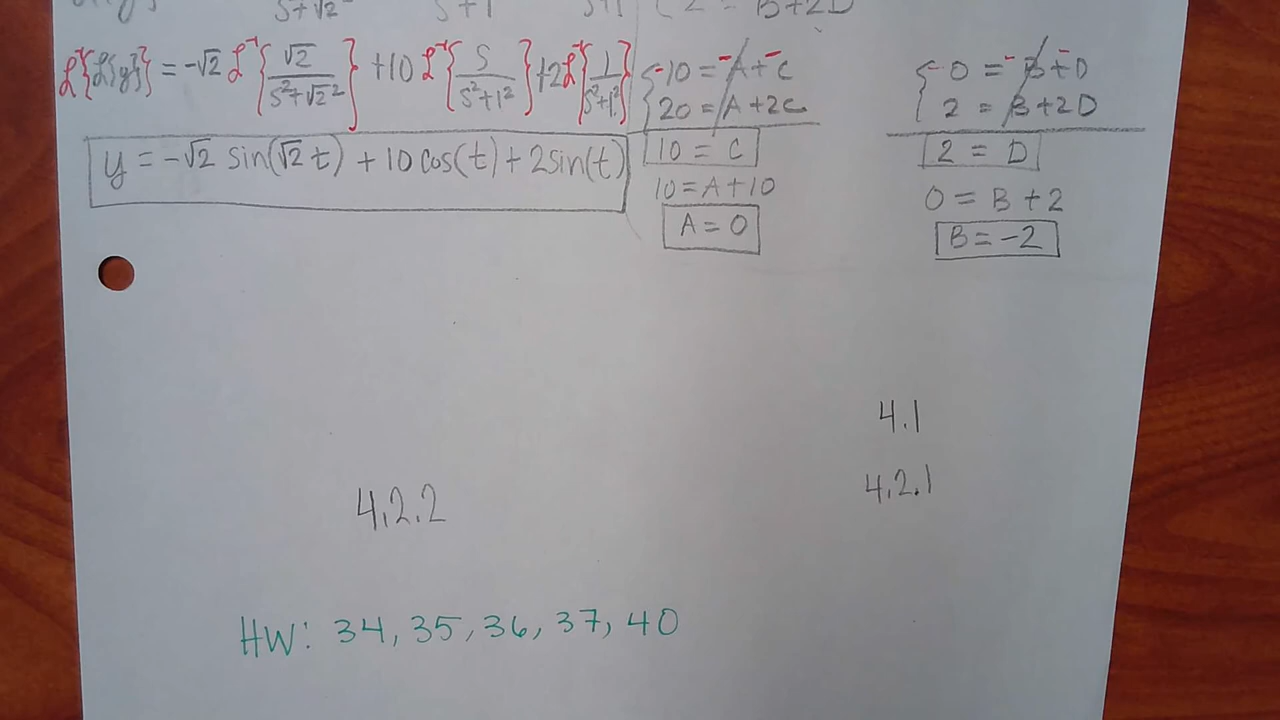 s+√2 s+1 2 = B+2D
ℒ⁻¹{ℒ{y}} = -√2 ℒ⁻¹{√2/(s²+√2²)} + 10 ℒ⁻¹{s/(s²+1²)} + 2ℒ⁻¹{1/(s²+1²)}
y = -√2 sin(√2 t) + 10 cos(t) + 2sin(t)
-10 = -A + -C
20 = A + 2C
10 = C
10 = A + 10
A = 0
-0 = -B + -D
2 = B + 2D
2 = D
0 = B + 2
B = -2
4.1
4.2.1
4.2.2
HW: 34, 35, 36, 37, 40